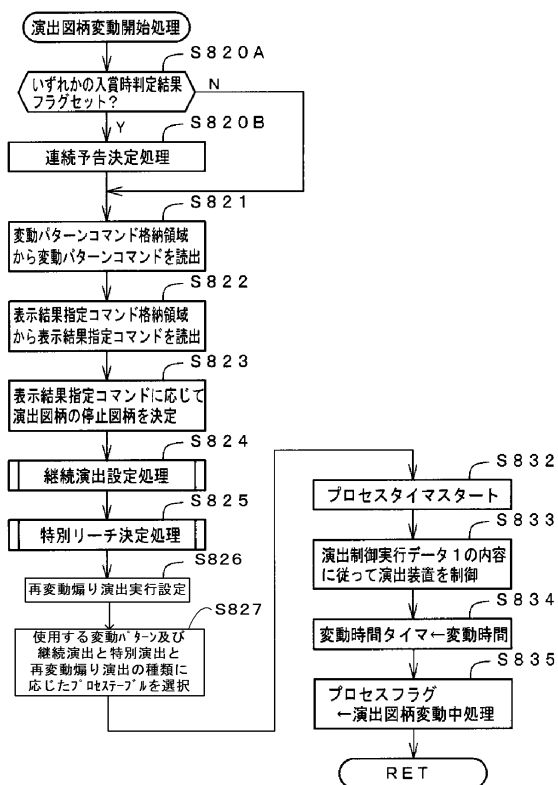 演出図柄変動開始処理
S820A
いずれかの入賞時判定結果
フラグセット？
N
Y
S820B
連続予告決定処理
S821
変動パターンコマンド格納領域
から変動パターンコマンドを読出
S822
表示結果指定コマンド格納領域
から表示結果指定コマンドを読出
S823
表示結果指定コマンドに応じて
演出図柄の停止図柄を決定
S824
継続演出設定処理
S825
特別リーチ決定処理
S826
再変動煽り演出実行設定
S827
使用する変動パターン及び
継続演出と特別演出と
再変動煽り演出の種類に
応じたプロセステーブルを選択
S832
プロセスタイマスタート
S833
演出制御実行データ1の内容
に従って演出装置を制御
S834
変動時間タイマ←変動時間
S835
プロセスフラグ
←演出図柄変動中処理
RET